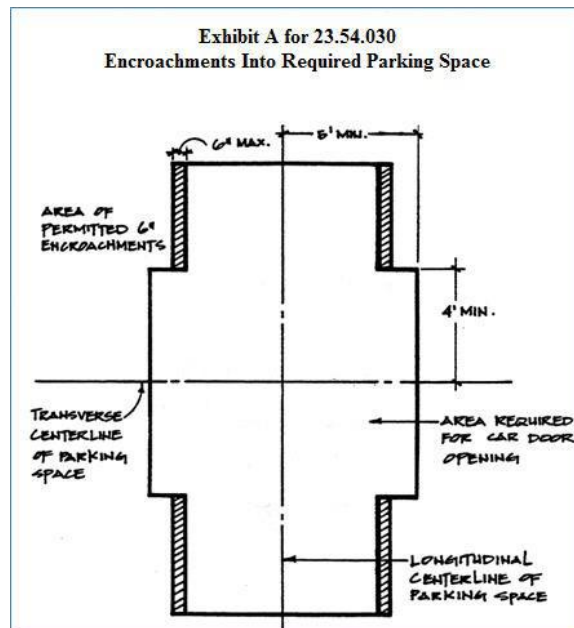 Exhibit A for 23.54.030
Encroachments Into Required Parking Space
6" MAX.
5' MIN.
AREA OF
PERMITTED 6"
ENCROACHMENTS
4' MIN.
TRANSVERSE
CENTERLINE
OF PARKING
SPACE
AREA REQUIRED
FOR CAR DOOR
OPENING
LONGITUDINAL
CENTERLINE OF
PARKING SPACE